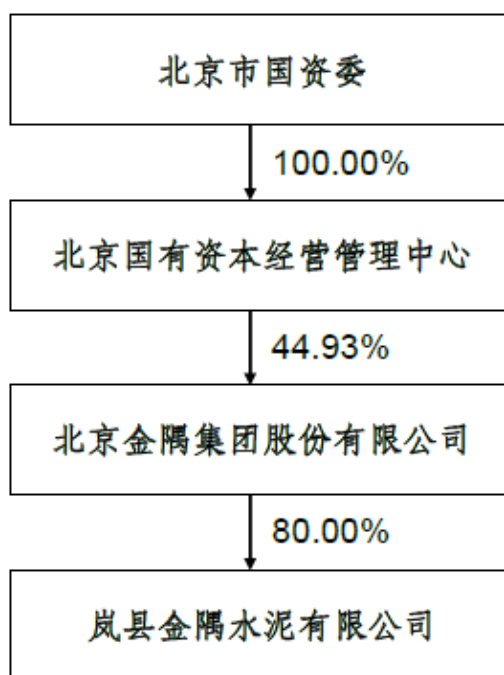 北京市国资委
100.00%
北京国有资本经营管理中心
44.93%
北京金隅集团股份有限公司
80.00%
岚县金隅水泥有限公司